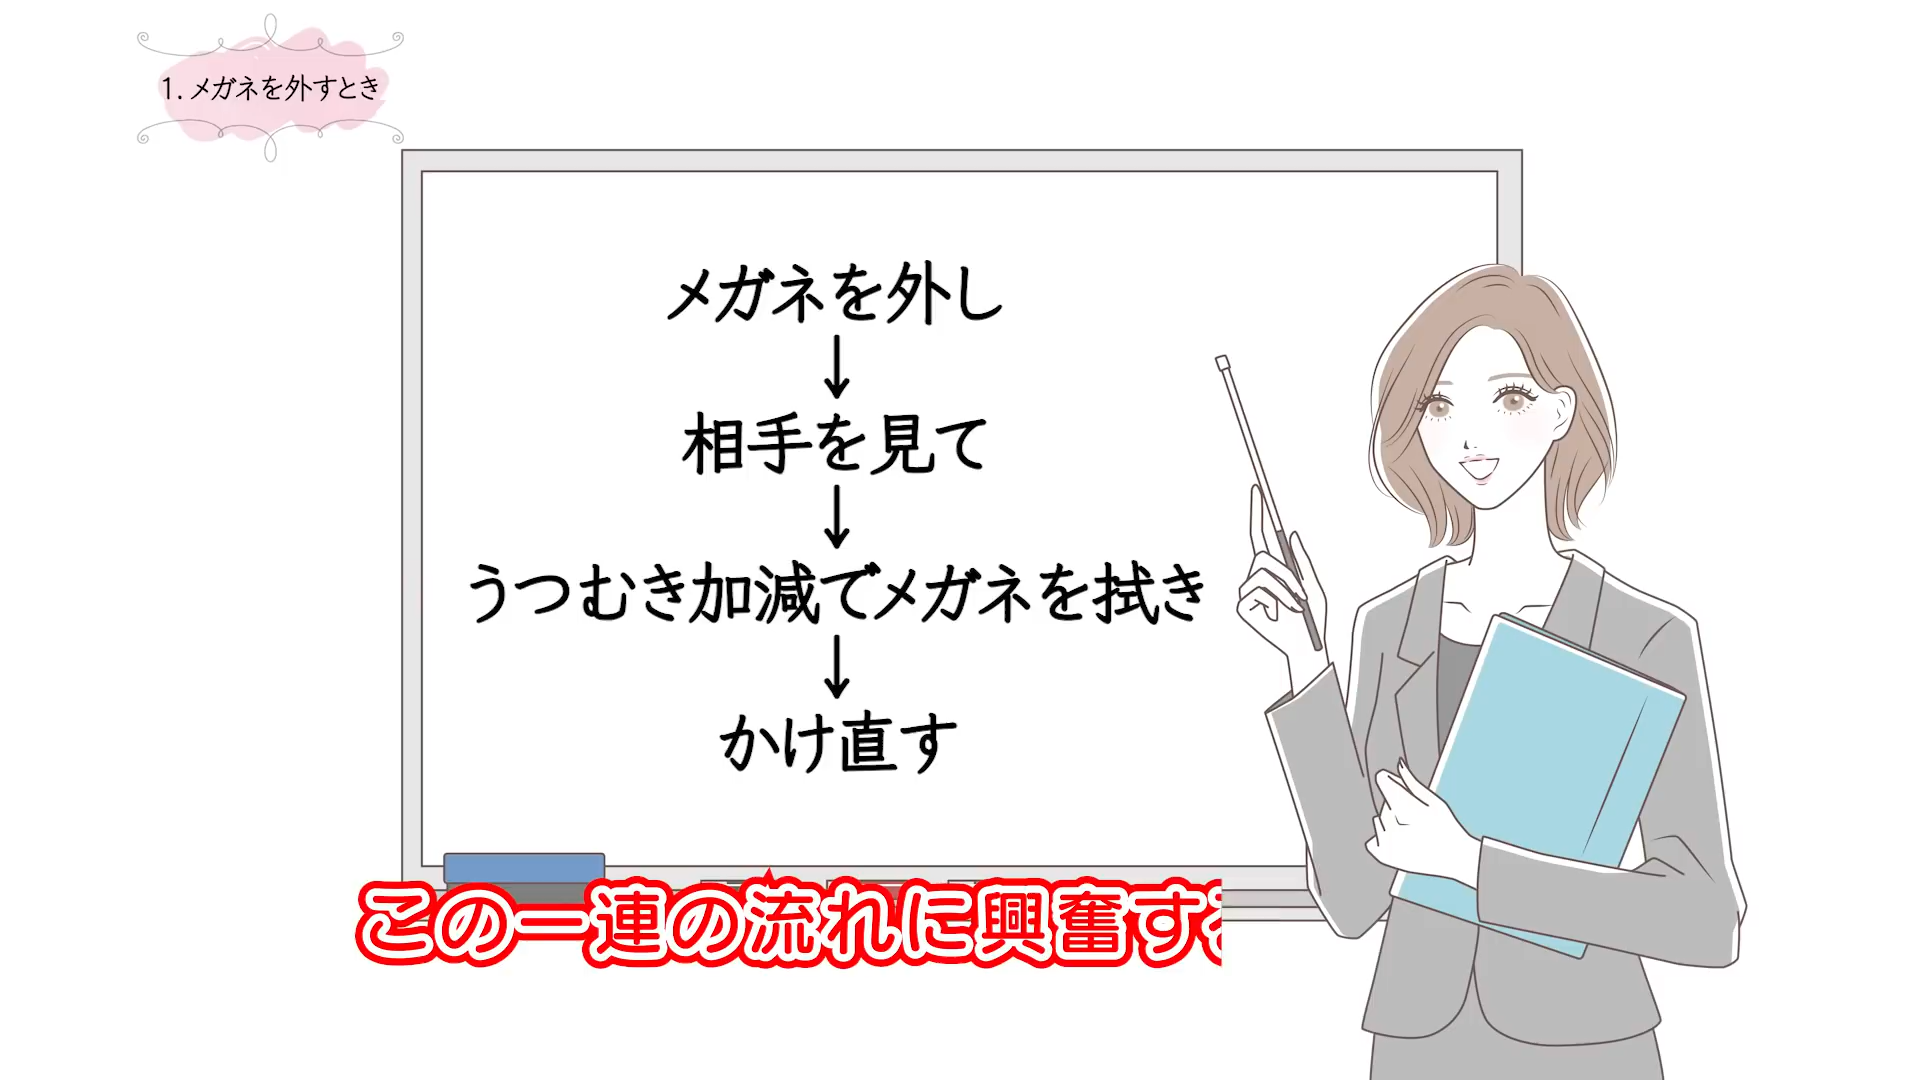 1. メガネを外すとき
メガネを外し
↓
相手を見て
↓
うつむき加減でメガネを拭き
↓
かけ直す
この一連の流れに興奮す